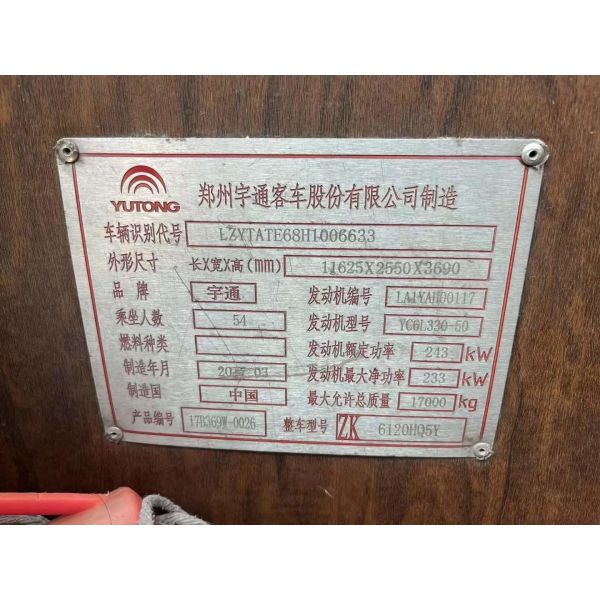 YUTONG
郑州宇通客车股份有限公司制造
车辆识别代号 LZYTATE68H1006633
外形尺寸 长X宽X高(mm) 11625X2550X3690
品牌 宇通 发动机编号 LA1YAH00117
乘坐人数 54 发动机型号 YC6L330-50
燃料种类 发动机额定功率 243 kW
制造年月 2017 03 发动机最大净功率 233 kW
制造国 中国 最大允许总质量 17000 kg
产品编号 17B369W-0026 整车型号 ZK 6120HQ5Y